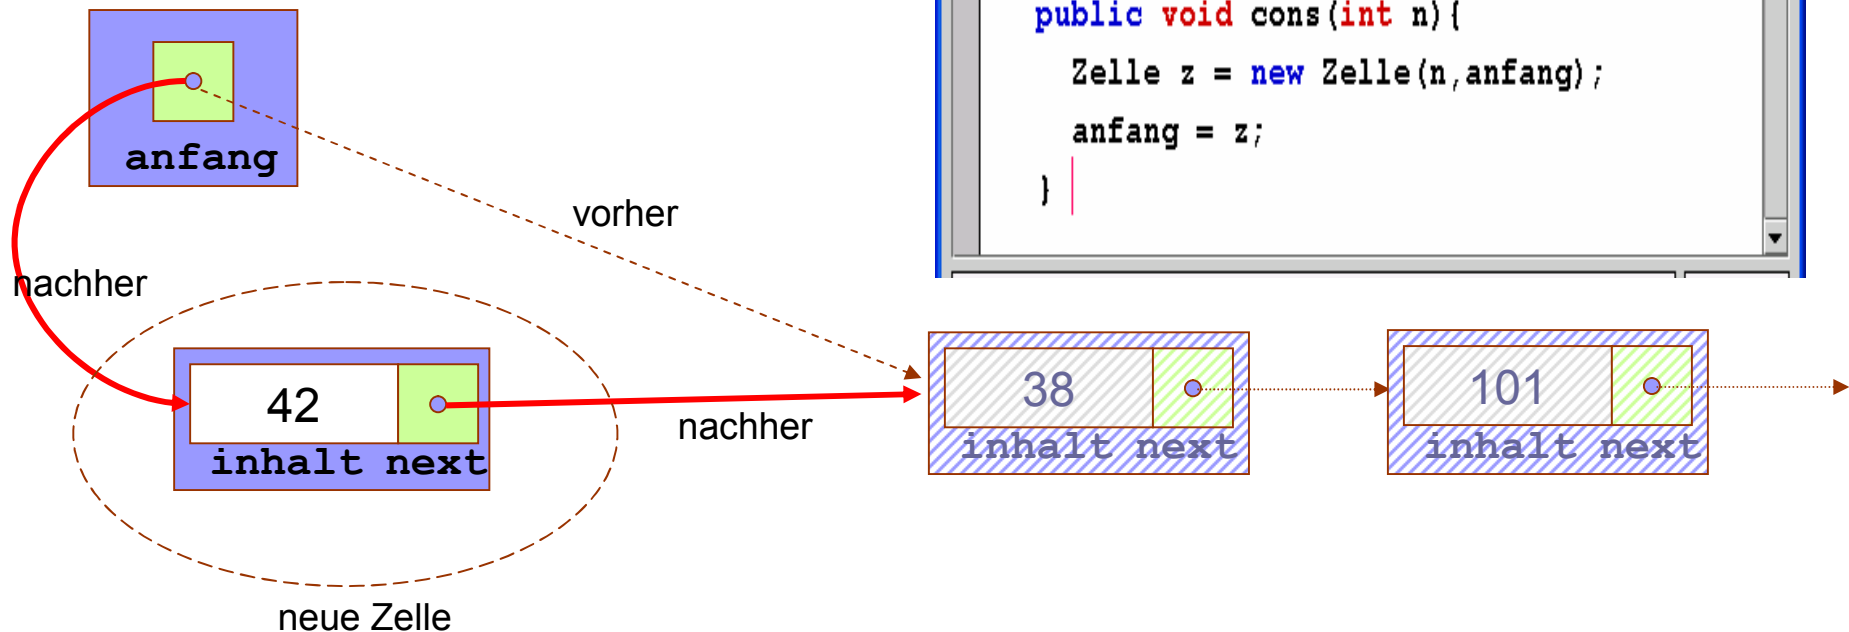 public void cons(int n){
Zelle z = new Zelle(n,anfang);
anfang = z;
}
anfang
vorher
nachher
42
inhalt next
nachher
38
inhalt next
101
inhalt next
neue Zelle